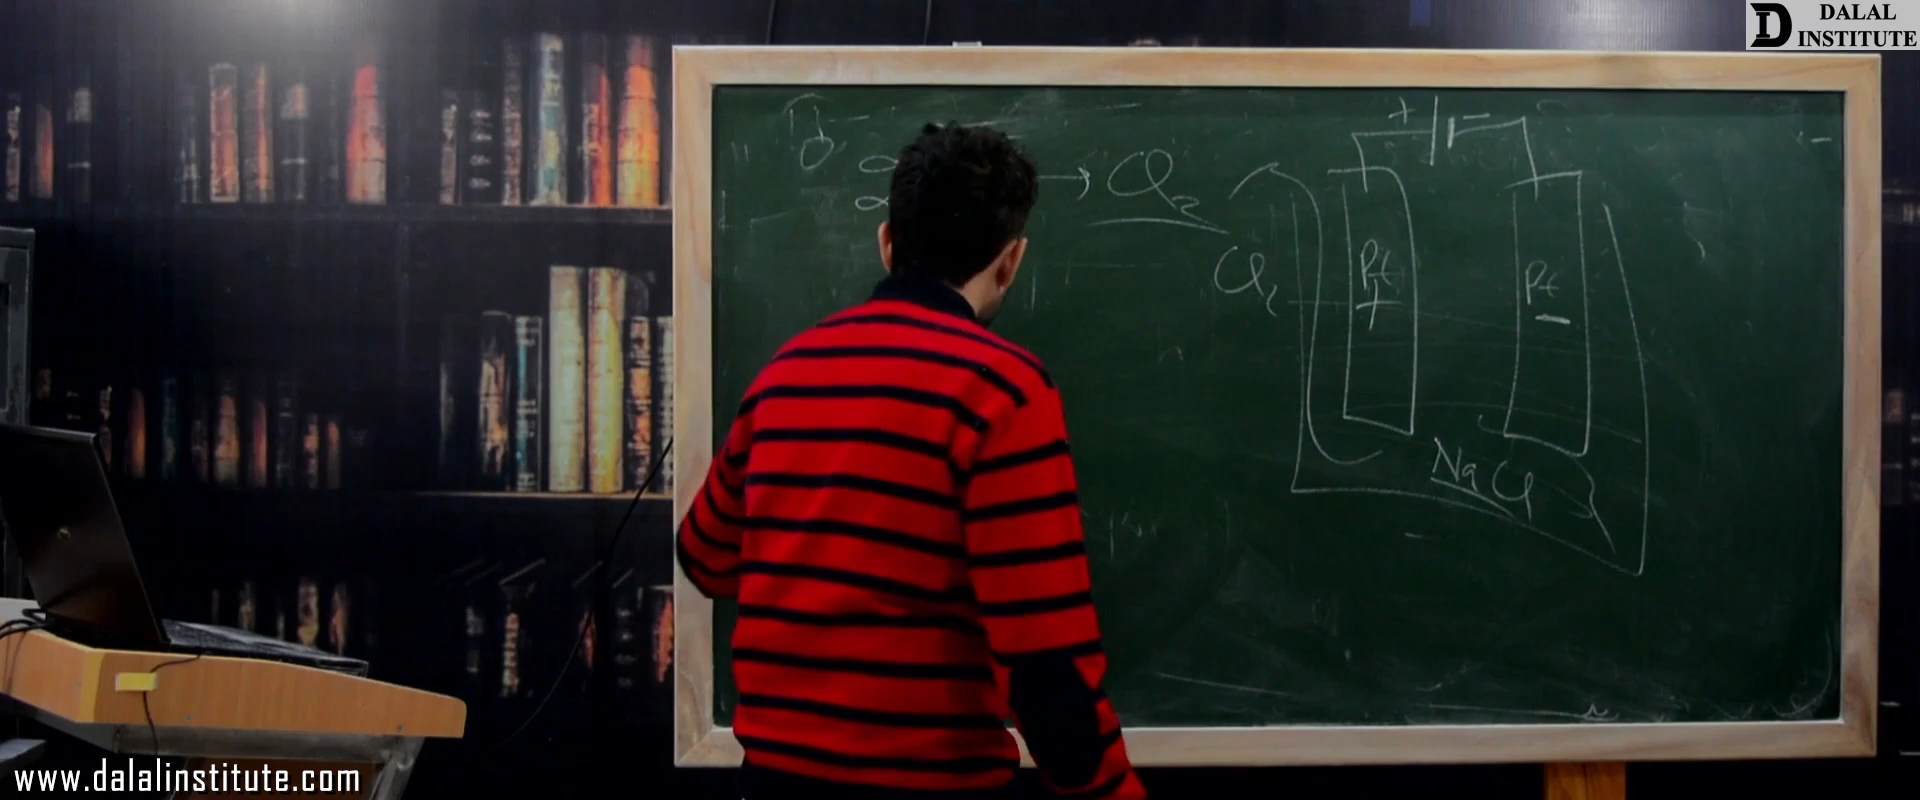 DALAL
INSTITUTE
+ | -
→ Cl2
Cl2
Pt
+
Pt
-
NaCl
www.dalalinstitute.com